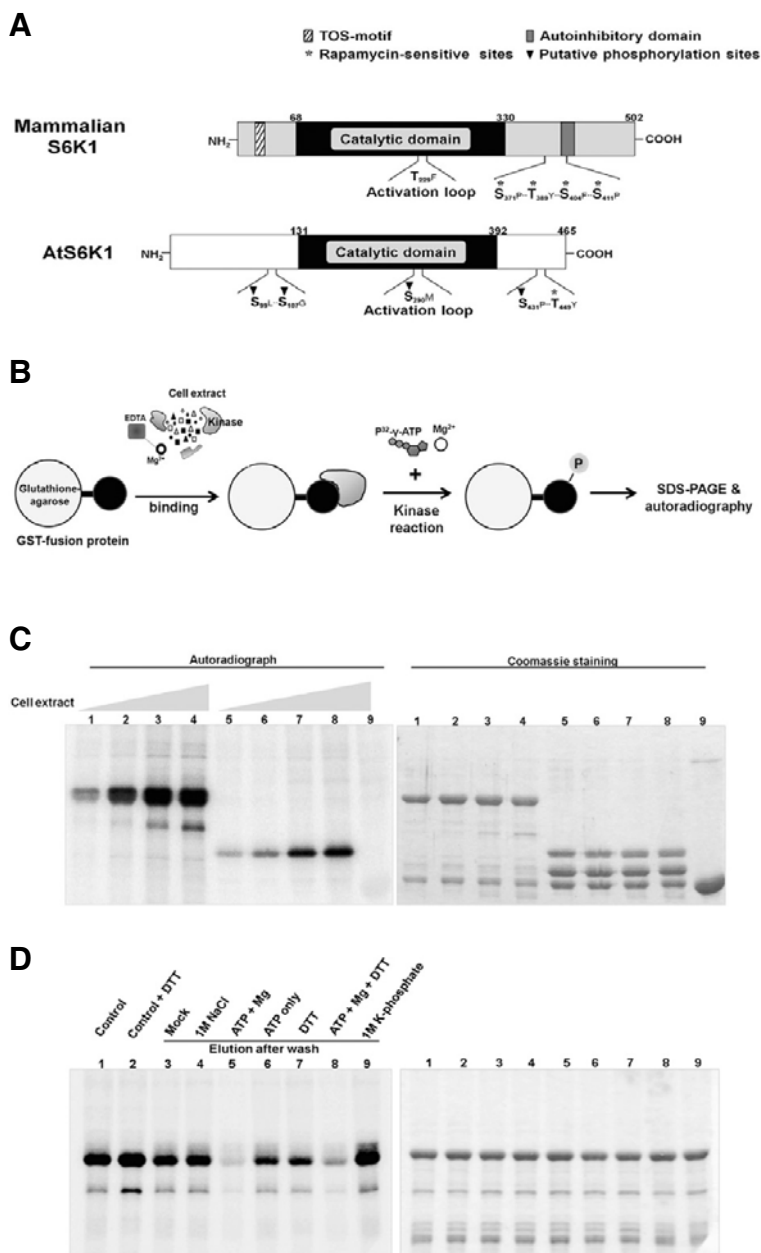 A
TOS-motif
Autoinhibitory domain
* Rapamycin-sensitive sites
Putative phosphorylation sites
68
330
502
Mammalian
S6K1
NH₂
Catalytic domain
COOH
Activation loop
131
392
465
AtS6K1
NH₂
Catalytic domain
COOH
Activation loop
B
Cell extract
EDTA
Kinase
Mg²⁺
P³²-γ-ATP
Mg²⁺
Glutathione-
agarose
binding
+
Kinase
reaction
P
SDS-PAGE &
autoradiography
GST-fusion protein
C
Autoradiograph
Coomassie staining
Cell extract
1 2 3 4 5 6 7 8 9
1 2 3 4 5 6 7 8 9
D
Control
Control + DTT
Mock
1M NaCl
ATP + Mg
ATP only
DTT
ATP + Mg + DTT
1M K-phosphate
Elution after wash
1 2 3 4 5 6 7 8 9
1 2 3 4 5 6 7 8 9